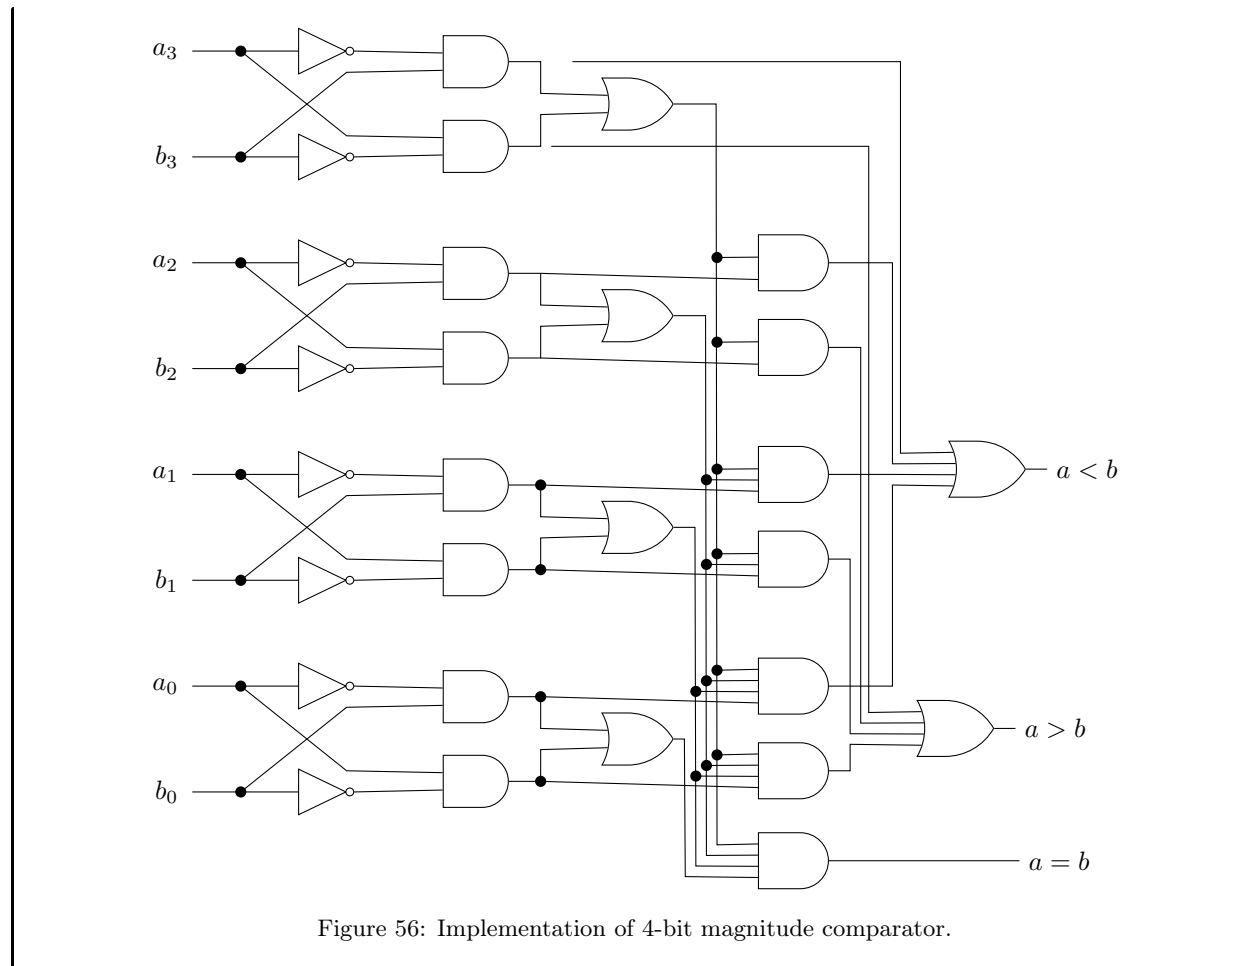 a₃
b₃
a₂
b₂
a₁
b₁
a₀
b₀
a < b
a > b
a = b
Figure 56: Implementation of 4-bit magnitude comparator.